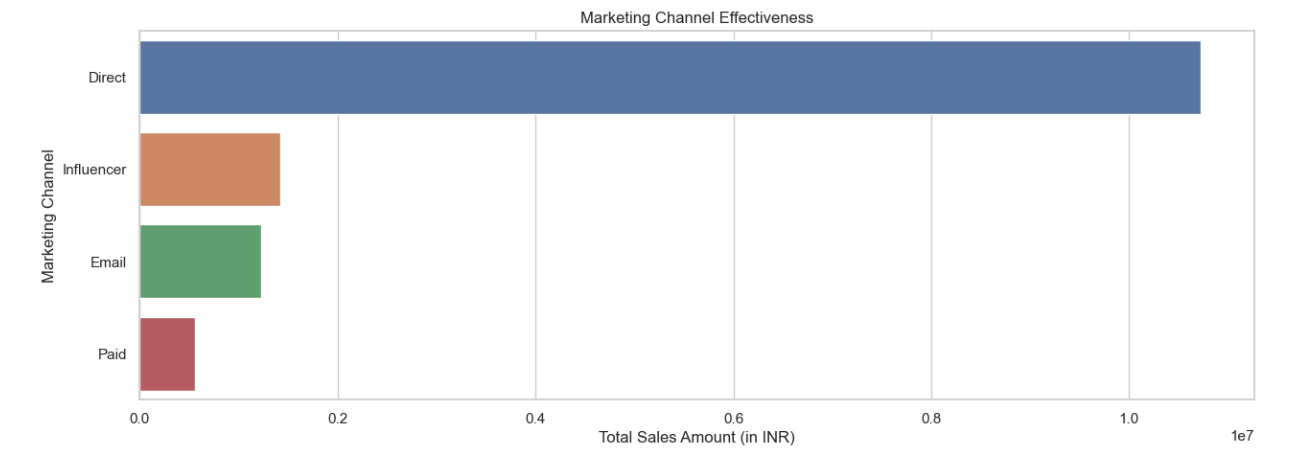 Marketing Channel Effectiveness
Marketing Channel
Direct
Influencer
Email
Paid
0.0 0.2 0.4 0.6 0.8 1.0
1e7
Total Sales Amount (in INR)